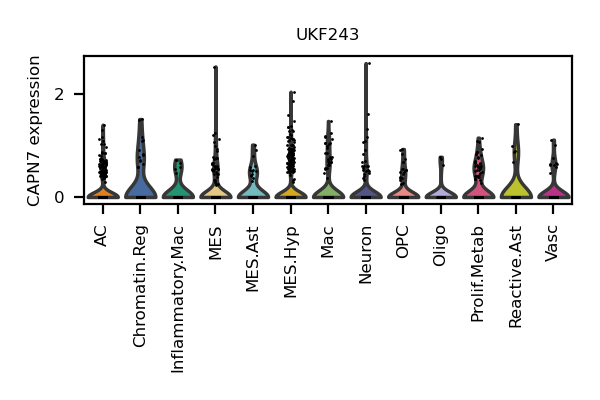 UKF243
CAPN7 expression
2
0
AC
Chromatin.Reg
Inflammatory.Mac
MES
MES.Ast
MES.Hyp
Mac
Neuron
OPC
Oligo
Prolif.Metab
Reactive.Ast
Vasc